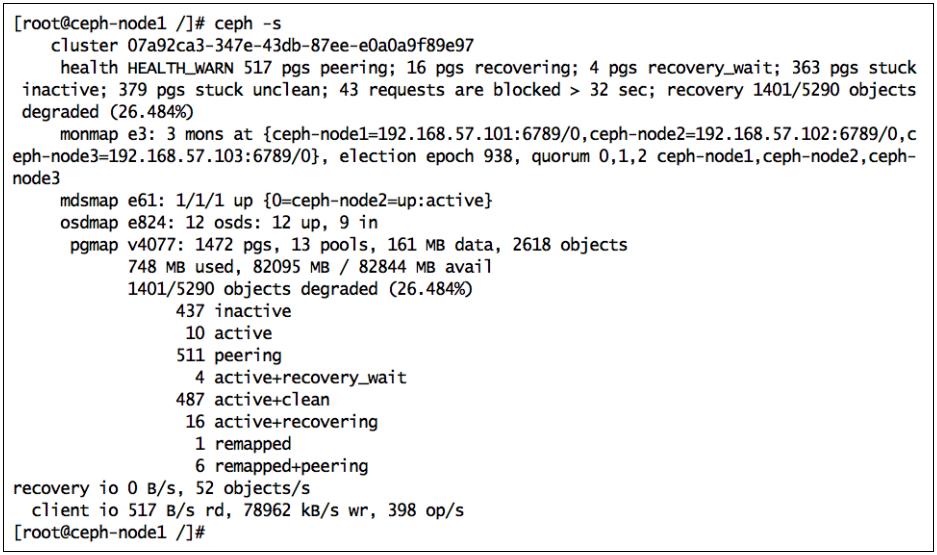 [root@ceph-node1 /]# ceph -s
cluster 07a92ca3-347e-43db-87ee-e0a0a9f89e97
health HEALTH_WARN 517 pgs peering; 16 pgs recovering; 4 pgs recovery_wait; 363 pgs stuck
inactive; 379 pgs stuck unclean; 43 requests are blocked > 32 sec; recovery 1401/5290 objects
degraded (26.484%)
monmap e3: 3 mons at {ceph-node1=192.168.57.101:6789/0,ceph-node2=192.168.57.102:6789/0,c
eph-node3=192.168.57.103:6789/0}, election epoch 938, quorum 0,1,2 ceph-node1,ceph-node2,ceph-
node3
mdsmap e61: 1/1/1 up {0=ceph-node2=up:active}
osdmap e824: 12 osds: 12 up, 9 in
pgmap v4077: 1472 pgs, 13 pools, 161 MB data, 2618 objects
748 MB used, 82095 MB / 82844 MB avail
1401/5290 objects degraded (26.484%)
437 inactive
10 active
511 peering
4 active+recovery_wait
487 active+clean
16 active+recovering
1 remapped
6 remapped+peering
recovery io 0 B/s, 52 objects/s
client io 517 B/s rd, 78962 kB/s wr, 398 op/s
[root@ceph-node1 /]#